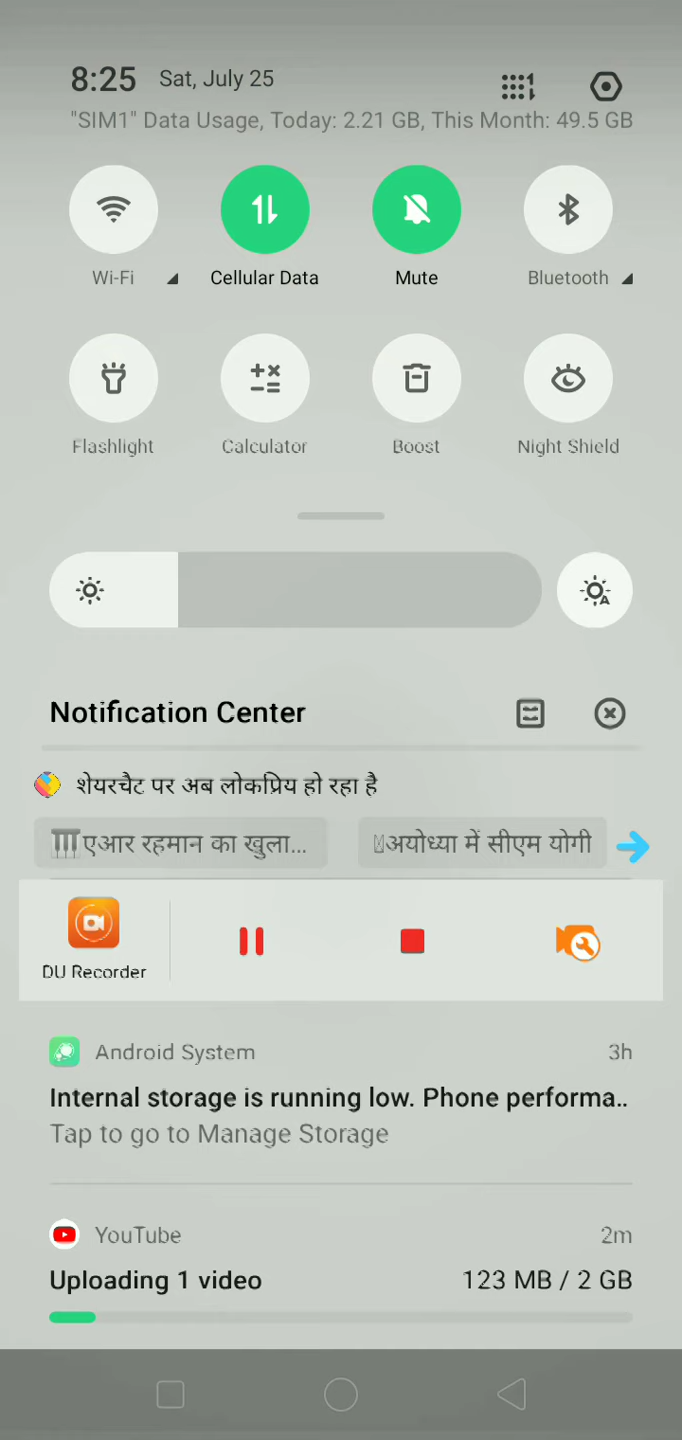 8:25 Sat, July 25
"SIM1" Data Usage, Today: 2.21 GB, This Month: 49.5 GB
Wi-Fi Cellular Data Mute Bluetooth
Flashlight Calculator Boost Night Shield
Notification Center
शेयरचैट पर अब लोकप्रिय हो रहा है
एआर रहमान का खुला... अयोध्या में सीएम योगी
DU Recorder
Android System 3h
Internal storage is running low. Phone performa..
Tap to go to Manage Storage
YouTube 2m
Uploading 1 video 123 MB / 2 GB